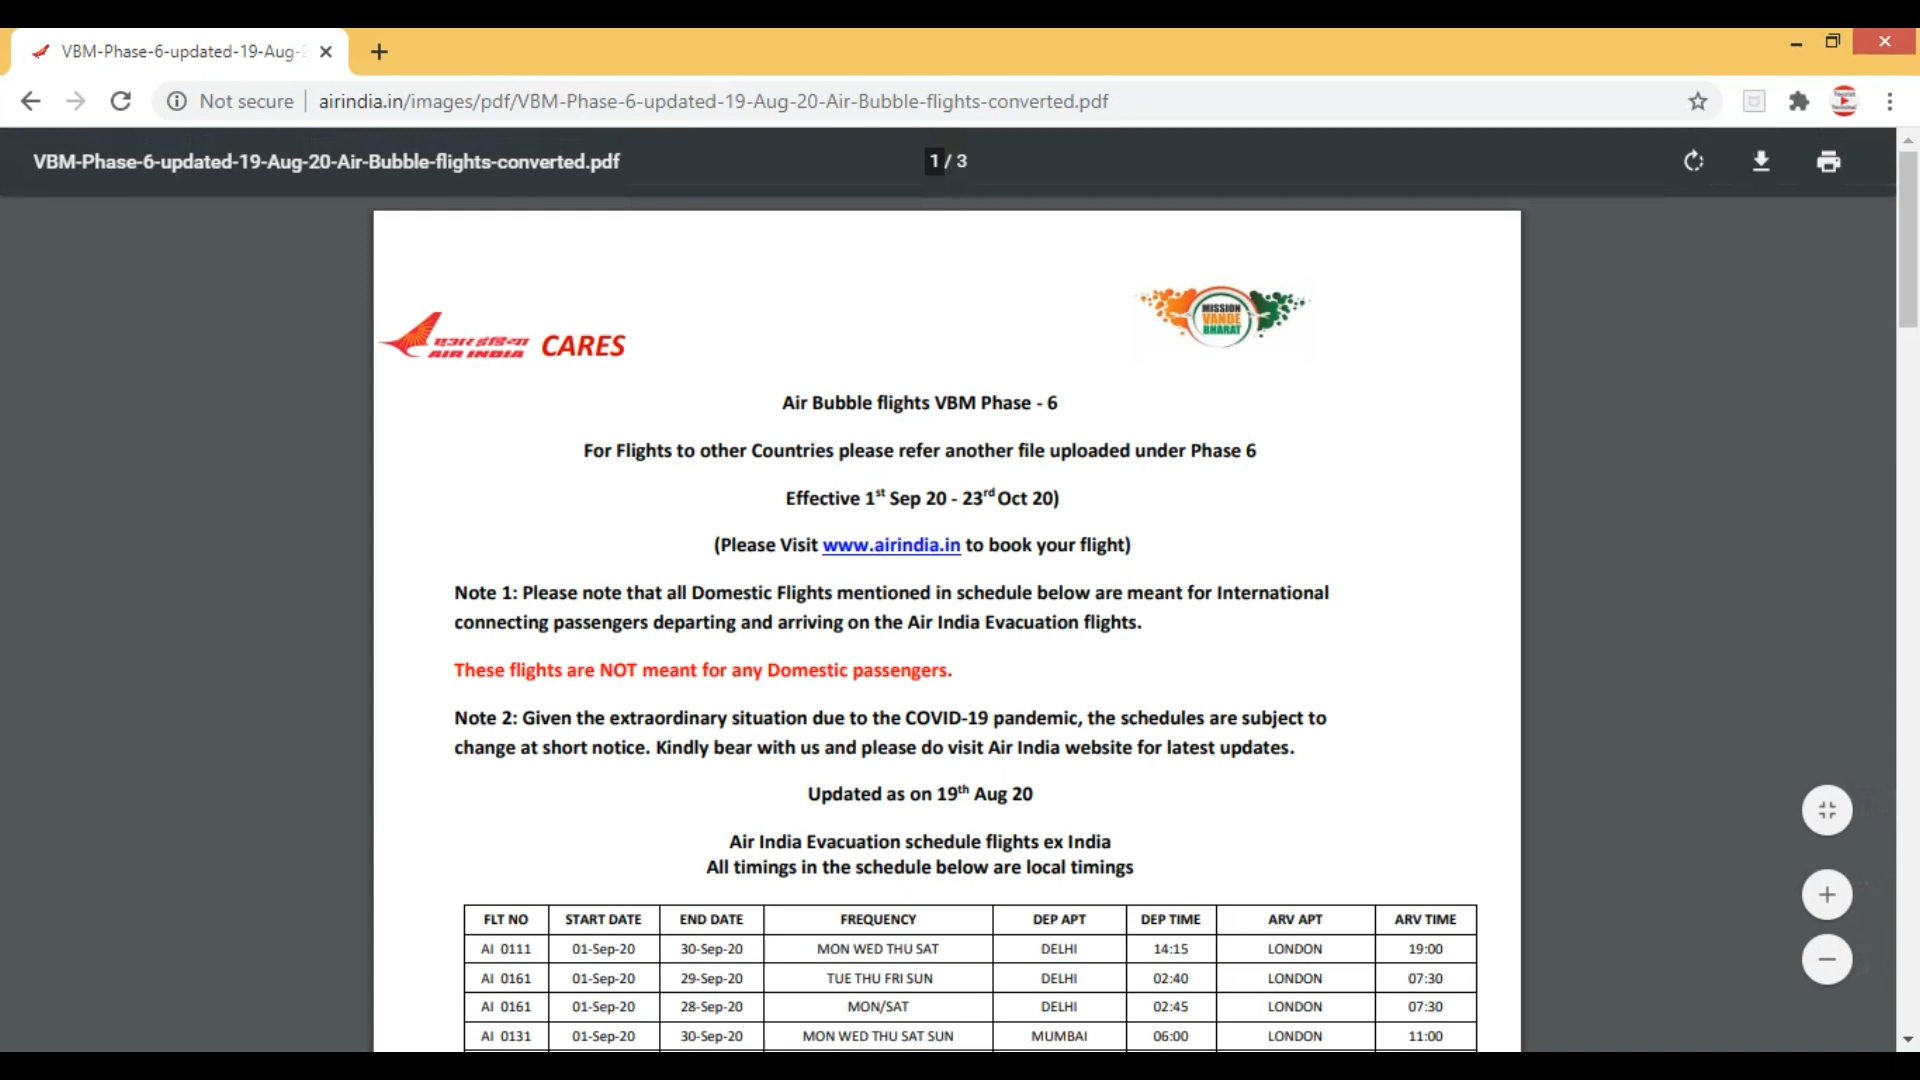 VBM-Phase-6-updated-19-Aug-2
Not secure
airindia.in/images/pdf/VBM-Phase-6-updated-19-Aug-20-Air-Bubble-flights-converted.pdf
VBM-Phase-6-updated-19-Aug-20-Air-Bubble-flights-converted.pdf
1 / 3
MISSION
VANDE
BHARAT
एअर इंडिया
AIR INDIA
CARES
Air Bubble flights VBM Phase - 6
For Flights to other Countries please refer another file uploaded under Phase 6
Effective 1st Sep 20 - 23rd Oct 20)
(Please Visit www.airindia.in to book your flight)
Note 1: Please note that all Domestic Flights mentioned in schedule below are meant for International
connecting passengers departing and arriving on the Air India Evacuation flights.
These flights are NOT meant for any Domestic passengers.
Note 2: Given the extraordinary situation due to the COVID-19 pandemic, the schedules are subject to
change at short notice. Kindly bear with us and please do visit Air India website for latest updates.
Updated as on 19th Aug 20
Air India Evacuation schedule flights ex India
All timings in the schedule below are local timings
FLT NO START DATE END DATE FREQUENCY DEP APT DEP TIME ARV APT ARV TIME
AI 0111 01-Sep-20 30-Sep-20 MON WED THU SAT DELHI 14:15 LONDON 19:00
AI 0161 01-Sep-20 29-Sep-20 TUE THU FRI SUN DELHI 02:40 LONDON 07:30
AI 0161 01-Sep-20 28-Sep-20 MON/SAT DELHI 02:45 LONDON 07:30
AI 0131 01-Sep-20 30-Sep-20 MON WED THU SAT SUN MUMBAI 06:00 LONDON 11:00